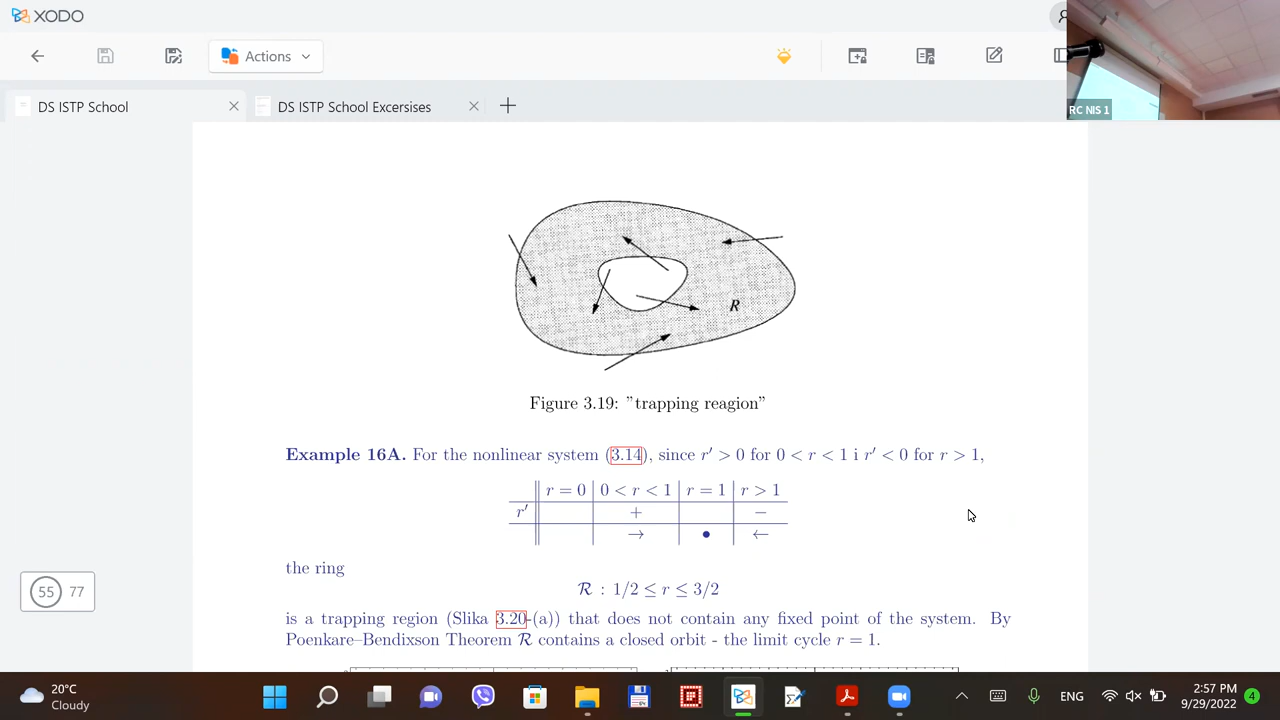 XODO
Actions
DS ISTP School
DS ISTP School Excersises
RC NIS 1
R
Figure 3.19: ”trapping reagion”
Example 16A. For the nonlinear system (3.14), since r′ > 0 for 0 < r < 1 i r′ < 0 for r > 1,
r = 0 0 < r < 1 r = 1 r > 1
r′ + −
→ • ←
the ring
R : 1/2 ≤ r ≤ 3/2
is a trapping region (Slika 3.20-(a)) that does not contain any fixed point of the system. By
Poenkare–Bendixson Theorem R contains a closed orbit - the limit cycle r = 1.
55 77
20°C
Cloudy
ENG
2:57 PM
9/29/2022
4